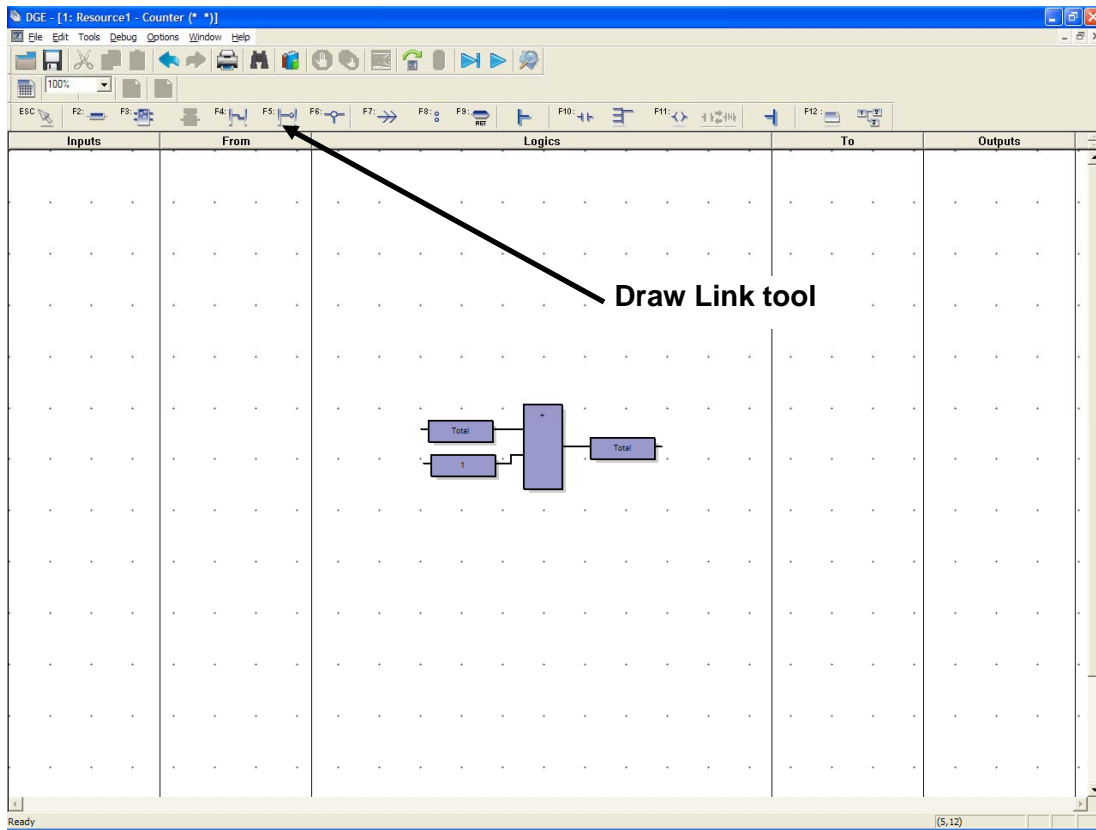 DGE - [1: Resource1 - Counter (* *)]
File Edit Tools Debug Options Window Help
100%
ESC F2: F3: F4: F5: F6: F7: F8: F9: RET F10: F11: F12:
Inputs From Logics To Outputs
Draw Link tool
+
Total
Total
1
Ready (5,12)